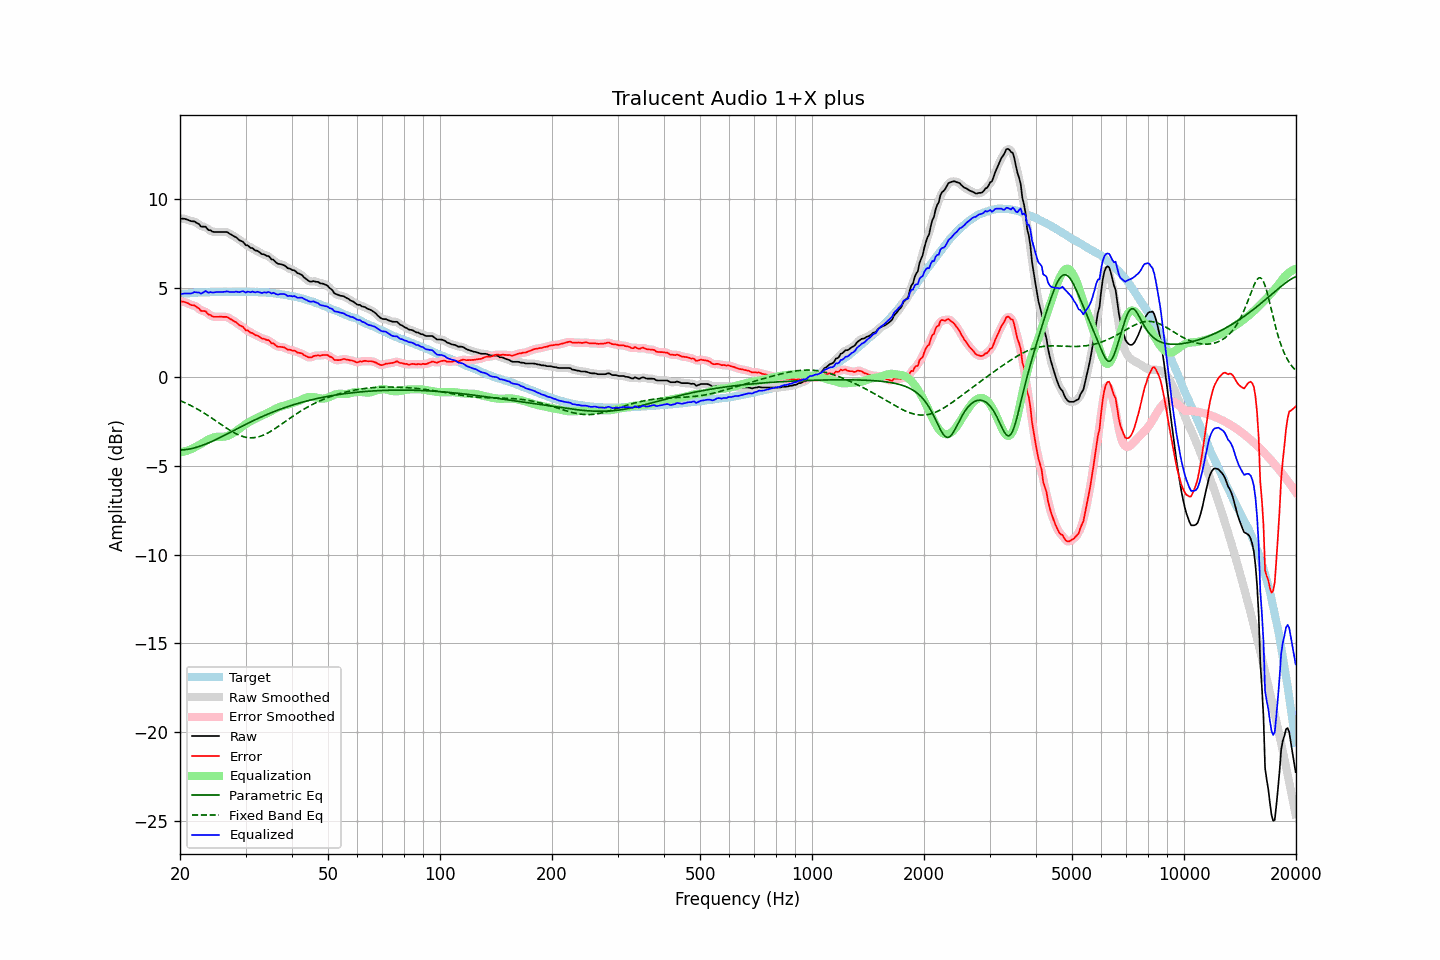 Tralucent Audio 1+X plus
10
5
0
−5
−10
−15
−20
−25
Amplitude (dBr)
Target
Raw Smoothed
Error Smoothed
Raw
Error
Equalization
Parametric Eq
Fixed Band Eq
Equalized
20 50 100 200 500 1000 2000 5000 10000 20000
Frequency (Hz)